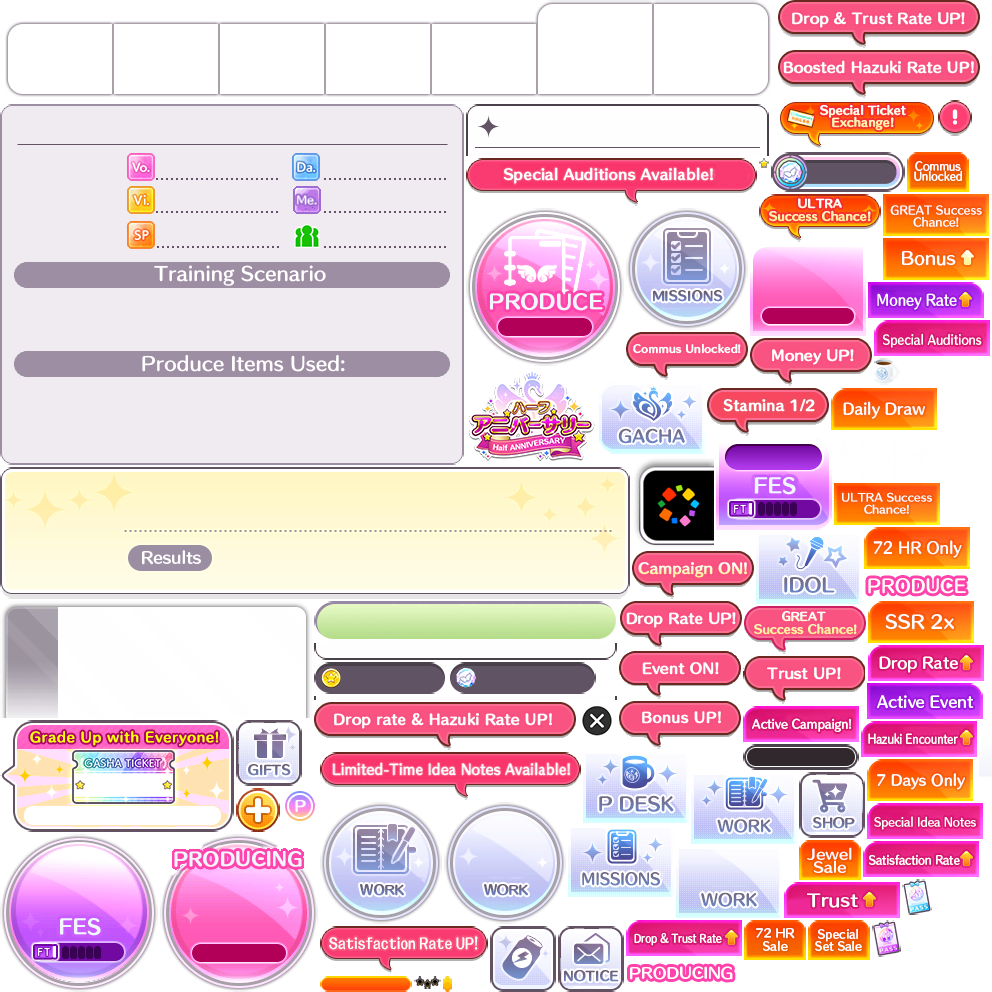 Drop & Trust Rate UP!
Boosted Hazuki Rate UP!
Special Ticket
Exchange!
!
Vo.
Da.
Vi.
Me.
SP
Training Scenario
Produce Items Used:
Special Auditions Available!
Commus
Unlocked
ULTRA
Success Chance!
GREAT Success
Chance!
PRODUCE
MISSIONS
Bonus
Money Rate
Special Auditions
Commus Unlocked!
Money UP!
ハーフ
アニバーサリー
Half ANNIVERSARY
GACHA
Stamina 1/2
Daily Draw
FES
FT
ULTRA Success
Chance!
Results
Campaign ON!
IDOL
72 HR Only
PRODUCE
Drop Rate UP!
GREAT
Success Chance!
SSR 2x
Event ON!
Trust UP!
Drop Rate
Active Event
Drop rate & Hazuki Rate UP!
Bonus UP!
Active Campaign!
Hazuki Encounter
Grade Up with Everyone!
GASHA TICKET
GIFTS
Limited-Time Idea Notes Available!
P DESK
WORK
SHOP
7 Days Only
Special Idea Notes
P
PRODUCING
FES
FT
WORK
WORK
MISSIONS
WORK
Jewel
Sale
Satisfaction Rate
Trust
PASS
Satisfaction Rate UP!
NOTICE
Drop & Trust Rate
PRODUCING
72 HR
Sale
Special
Set Sale
PASS